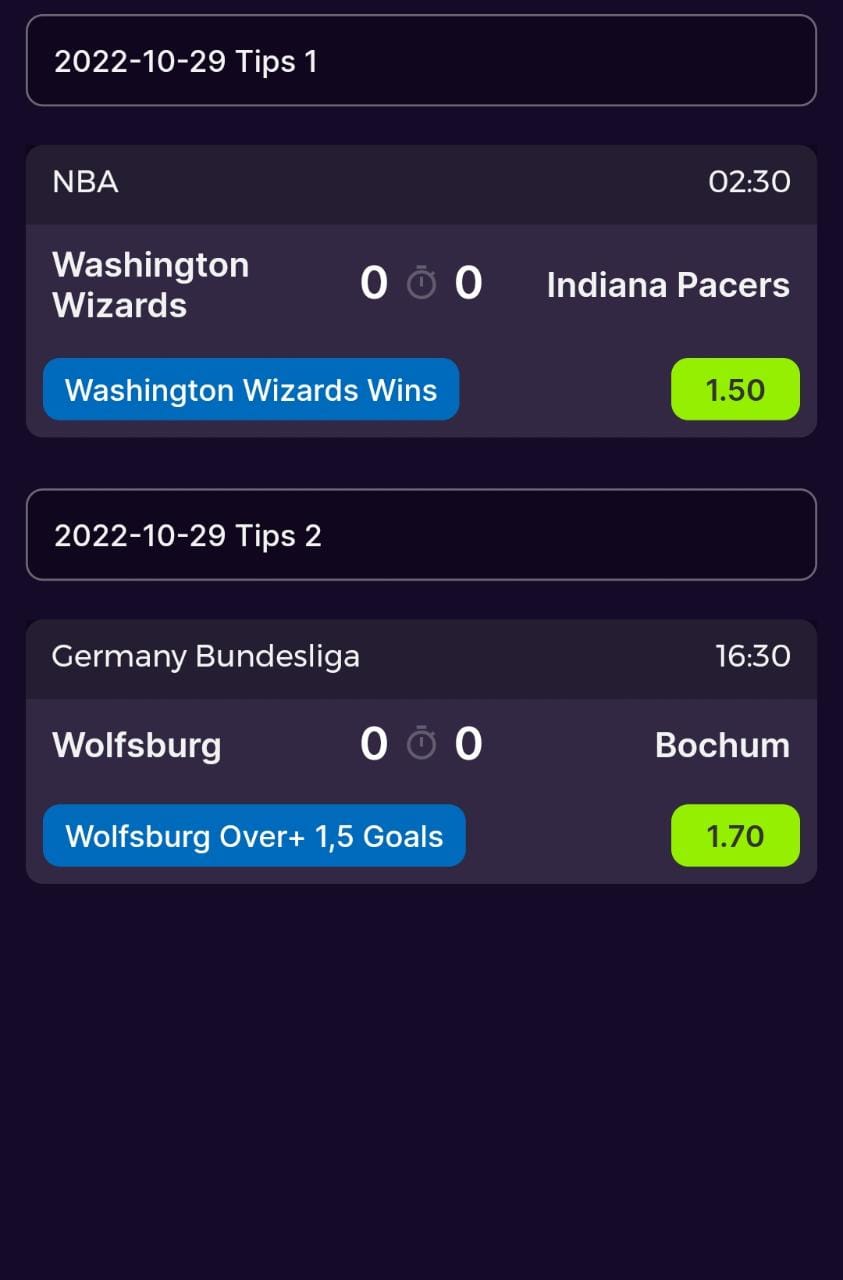 2022-10-29 Tips 1
NBA 02:30
Washington
Wizards 0 0 Indiana Pacers
Washington Wizards Wins 1.50
2022-10-29 Tips 2
Germany Bundesliga 16:30
Wolfsburg 0 0 Bochum
Wolfsburg Over+ 1,5 Goals 1.70